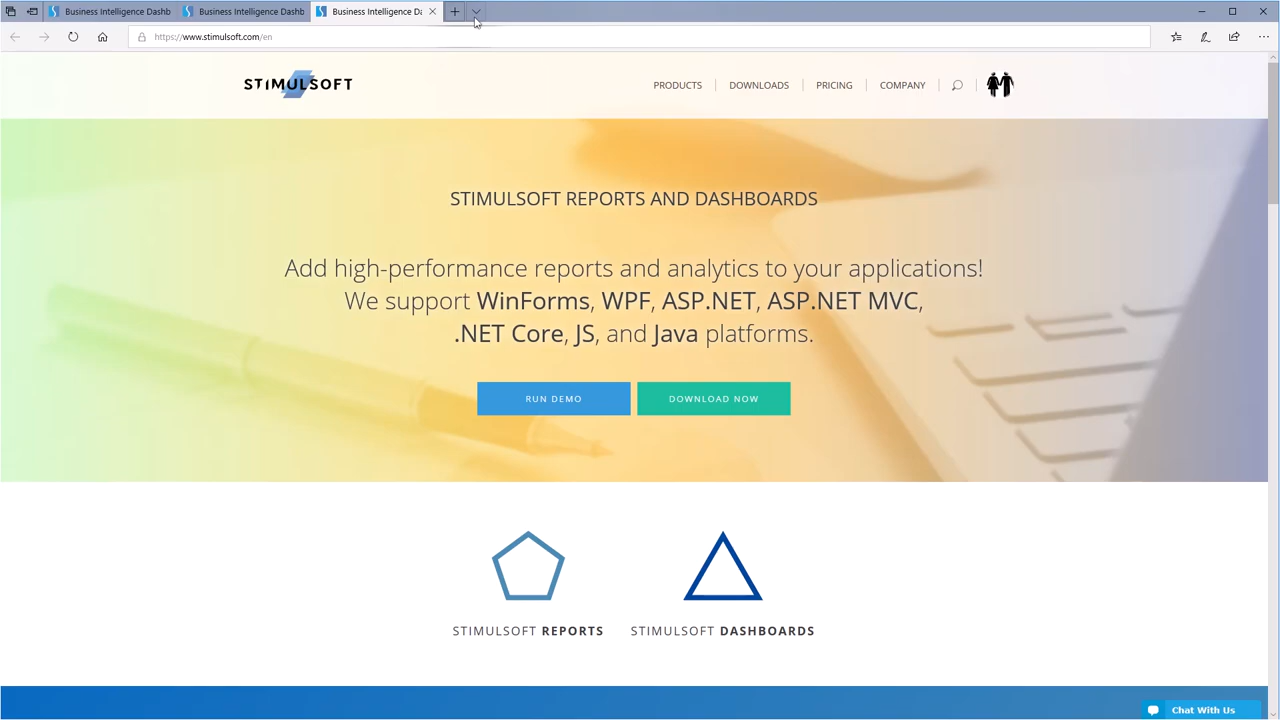 Business Intelligence Dashb
Business Intelligence Dashb
Business Intelligence Da
https://www.stimulsoft.com/en
STIMULSOFT
PRODUCTS
DOWNLOADS
PRICING
COMPANY
STIMULSOFT REPORTS AND DASHBOARDS
Add high-performance reports and analytics to your applications!
We support WinForms, WPF, ASP.NET, ASP.NET MVC,
.NET Core, JS, and Java platforms.
RUN DEMO
DOWNLOAD NOW
STIMULSOFT REPORTS
STIMULSOFT DASHBOARDS
Chat With Us